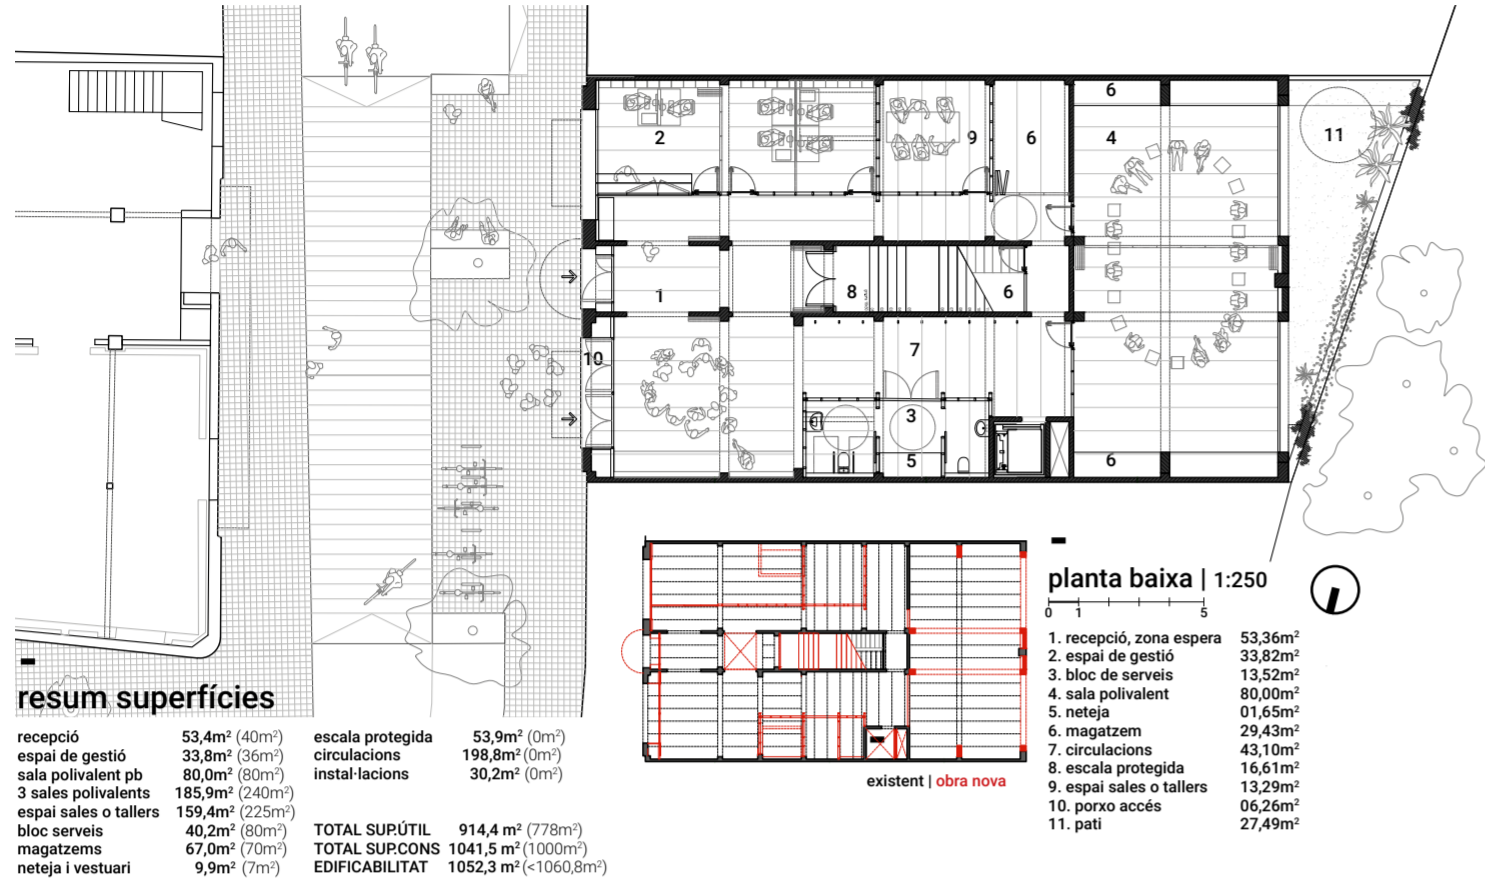 6
2
9
6
4
11
1
8
6
10
7
3
5
6
existent | obra nova
planta baixa | 1:250
0 1 5
1. recepció, zona espera 53,36m²
2. espai de gestió 33,82m²
3. bloc de serveis 13,52m²
4. sala polivalent 80,00m²
5. neteja 01,65m²
6. magatzem 29,43m²
7. circulacions 43,10m²
8. escala protegida 16,61m²
9. espai sales o tallers 13,29m²
10. porxo accés 06,26m²
11. pati 27,49m²
resum superfícies
recepció 53,4m² (40m²)
espai de gestió 33,8m² (36m²)
sala polivalent pb 80,0m² (80m²)
3 sales polivalents 185,9m² (240m²)
espai sales o tallers 159,4m² (225m²)
bloc serveis 40,2m² (80m²)
magatzems 67,0m² (70m²)
neteja i vestuari 9,9m² (7m²)
escala protegida 53,9m² (0m²)
circulacions 198,8m² (0m²)
instal·lacions 30,2m² (0m²)
TOTAL SUP.ÚTIL 914,4 m² (778m²)
TOTAL SUP.CONS 1041,5 m² (1000m²)
EDIFICABILITAT 1052,3 m² (<1060,8m²)